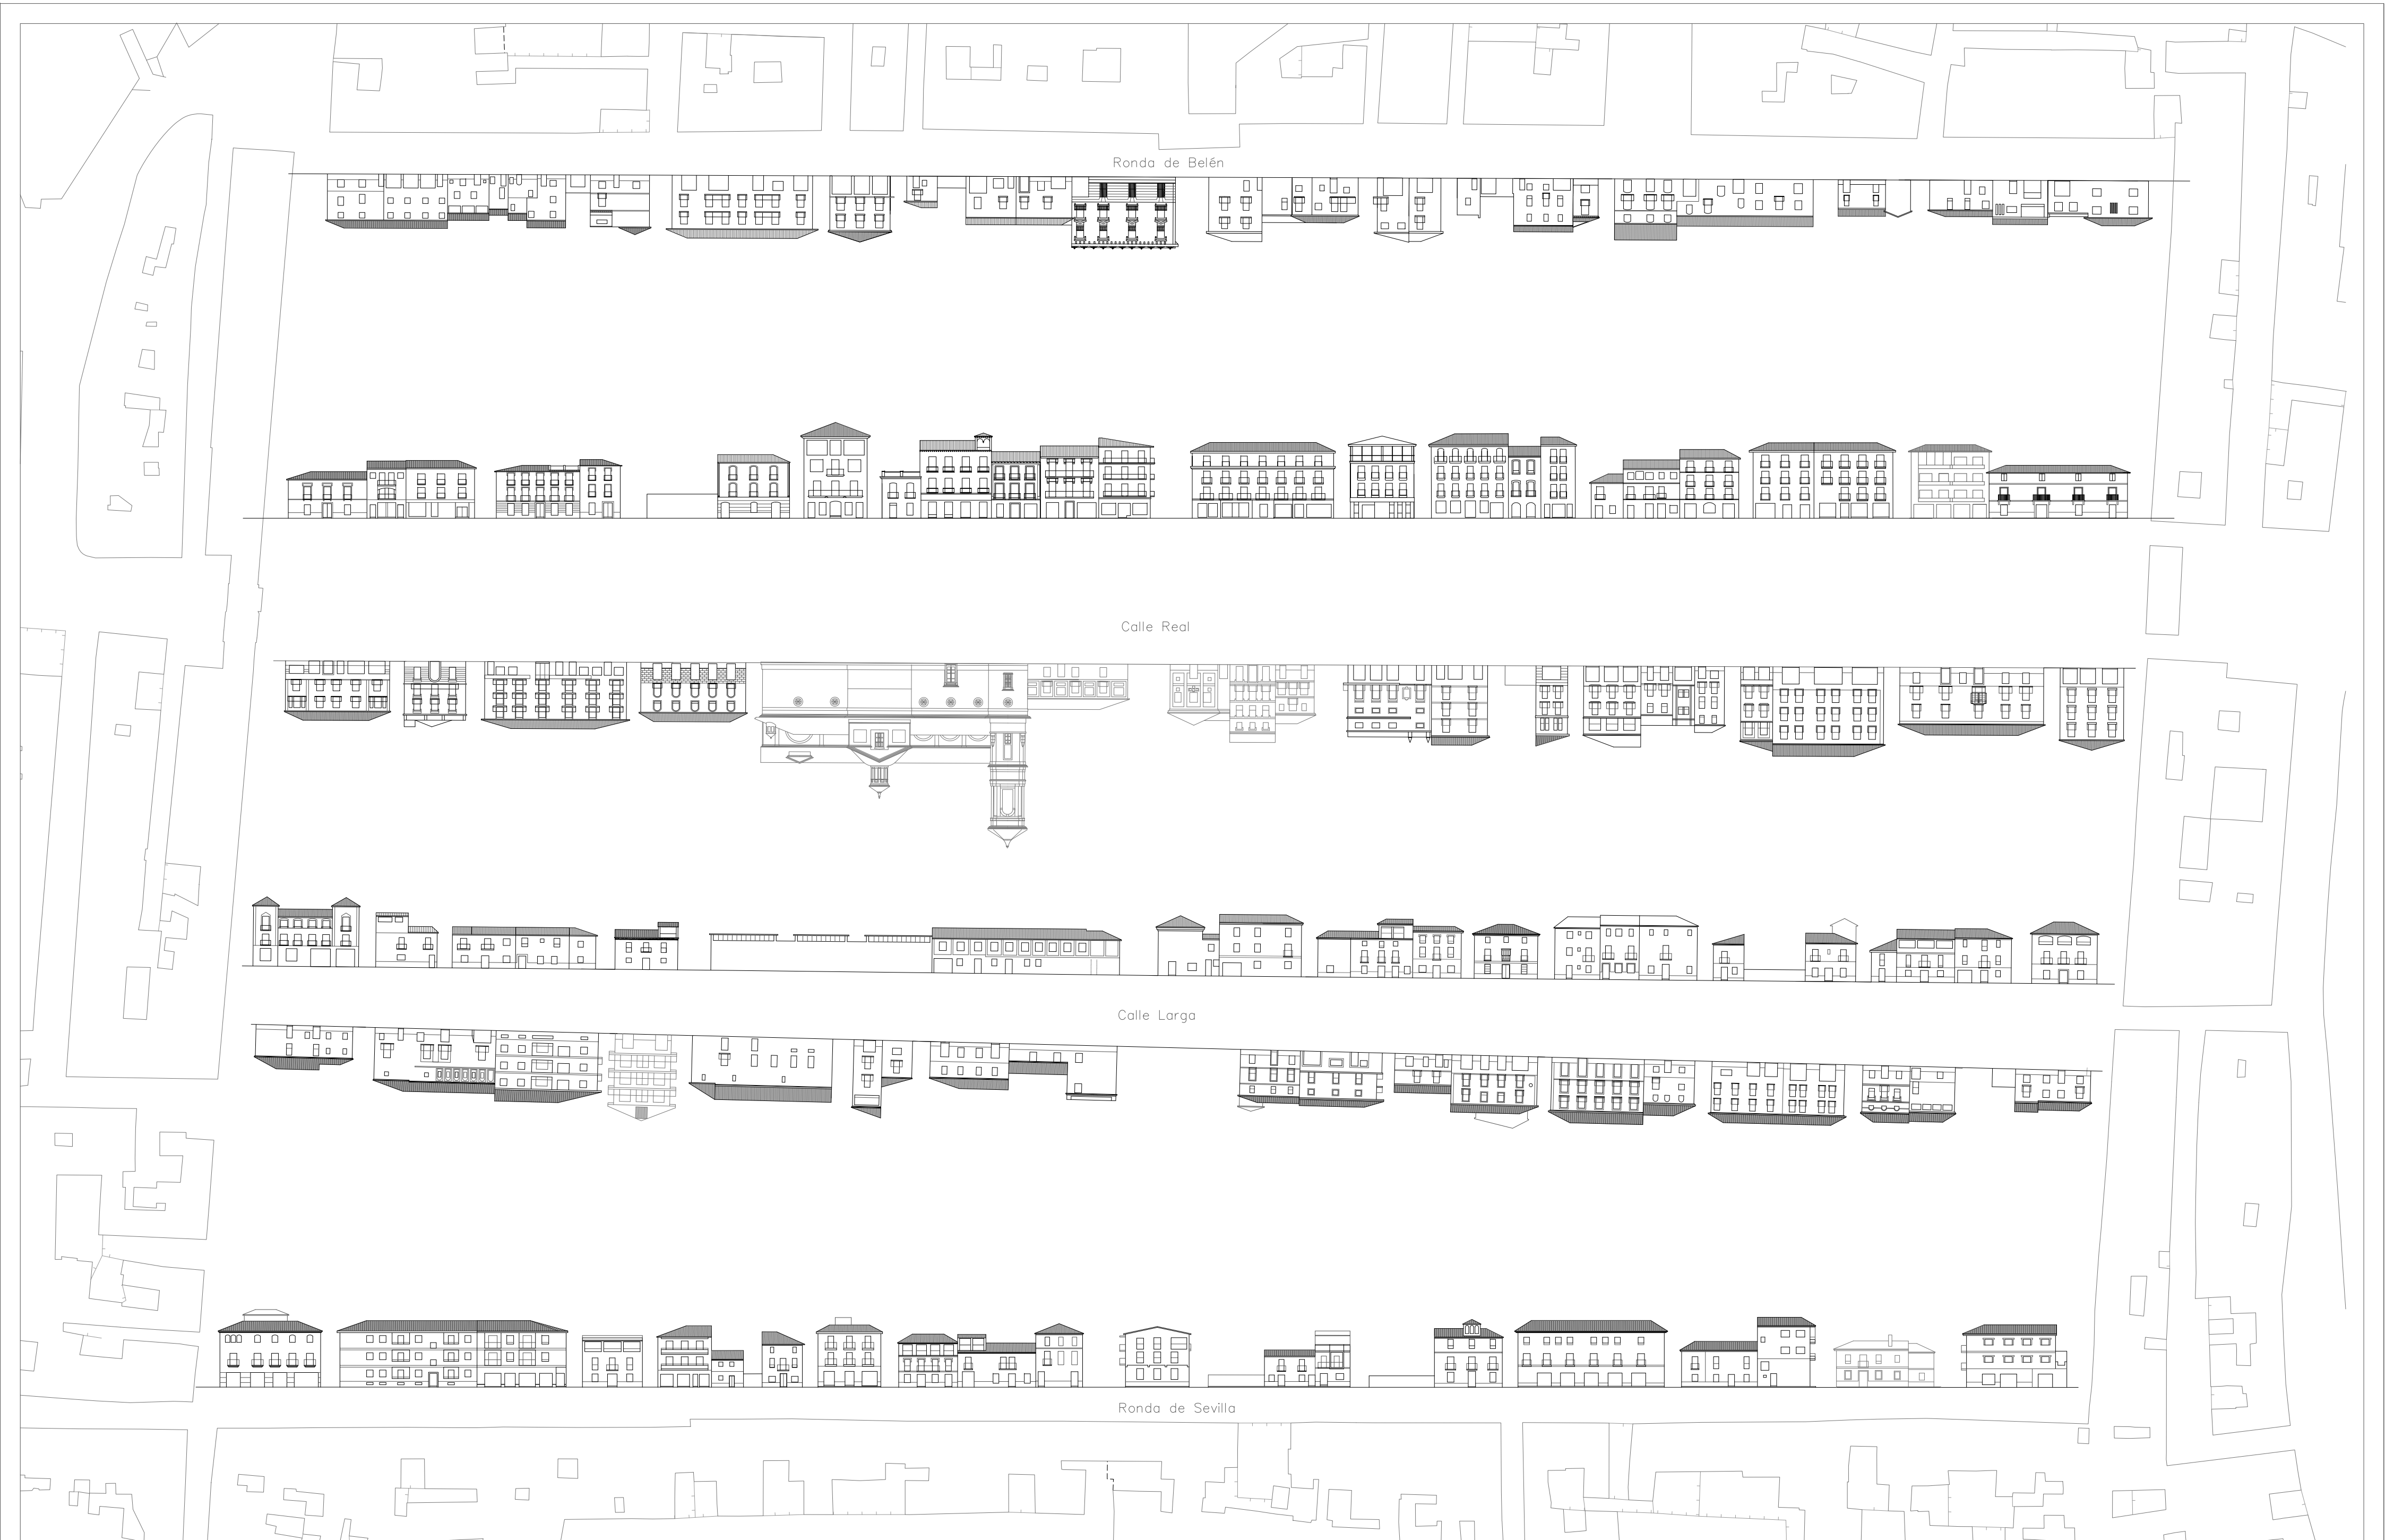 Ronda de Belén
Calle Real
Calle Larga
Ronda de Sevilla